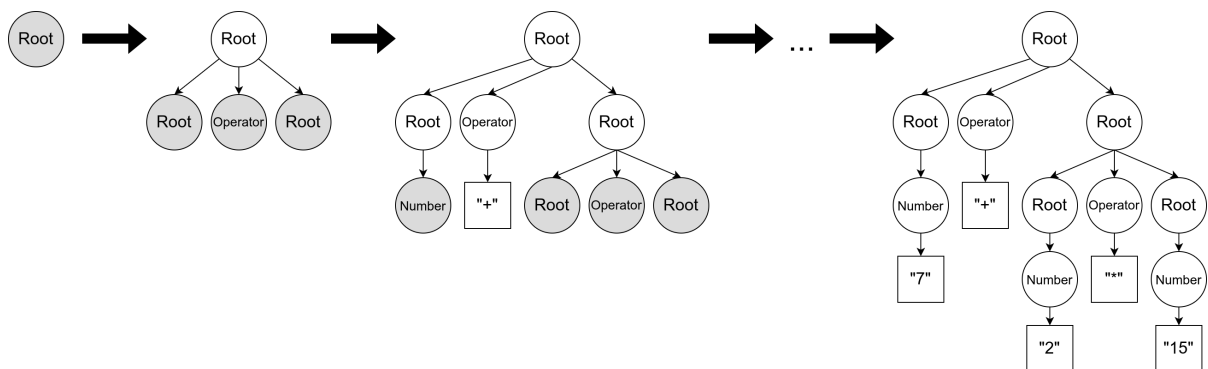 Root
Root
Root Operator Root
Root
Root Operator Root
Number "+" Root Operator Root
...
Root
Root Operator Root
Number "+" Root Operator Root
"7" Number "*" Number
"2" "15"